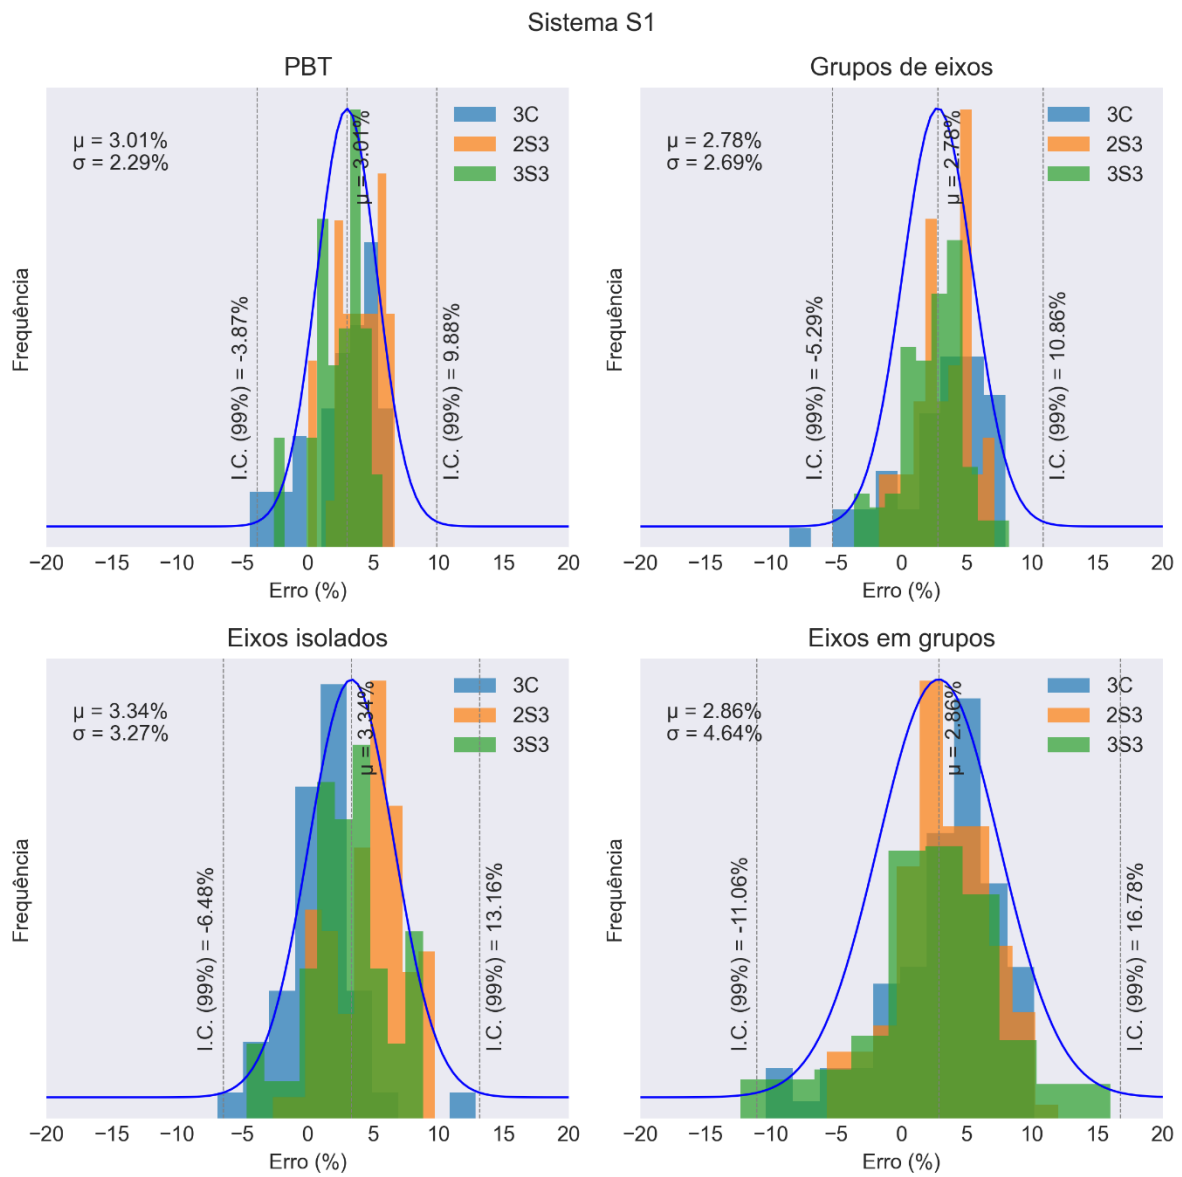 Sistema S1
PBT
μ = 3.01%
σ = 2.29%
3C
2S3
3S3
μ = 3.01%
I.C. (99%) = -3.87%
I.C. (99%) = 9.88%
Frequência
−20 −15 −10 −5 0 5 10 15 20
Erro (%)
Grupos de eixos
μ = 2.78%
σ = 2.69%
3C
2S3
3S3
μ = 2.78%
I.C. (99%) = -5.29%
I.C. (99%) = 10.86%
Frequência
−20 −15 −10 −5 0 5 10 15 20
Erro (%)
Eixos isolados
μ = 3.34%
σ = 3.27%
3C
2S3
3S3
μ = 3.34%
I.C. (99%) = -6.48%
I.C. (99%) = 13.16%
Frequência
−20 −15 −10 −5 0 5 10 15 20
Erro (%)
Eixos em grupos
μ = 2.86%
σ = 4.64%
3C
2S3
3S3
μ = 2.86%
I.C. (99%) = -11.06%
I.C. (99%) = 16.78%
Frequência
−20 −15 −10 −5 0 5 10 15 20
Erro (%)